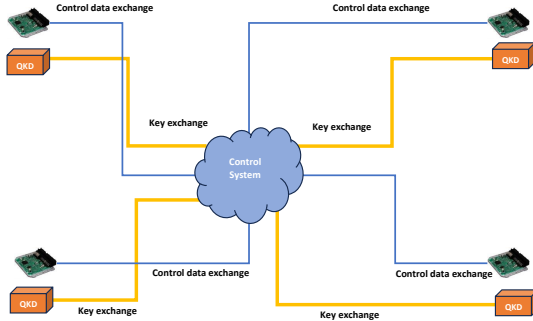 Control data exchange
Control data exchange
QKD
QKD
Key exchange
Key exchange
Control
System
Control data exchange
Control data exchange
QKD
QKD
Key exchange
Key exchange